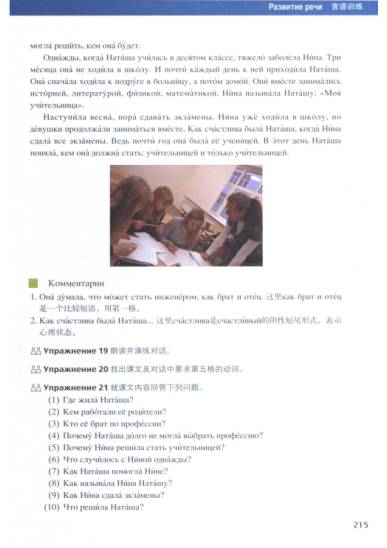 Развитие речи 言语训练
могла́ реши́ть, кем она́ бу́дет.
Одна́жды, когда́ Ната́ша учи́лась в деся́том кла́ссе, тяжело́ заболе́ла Ни́на. Три
ме́сяца она́ не ходи́ла в шко́лу. И почти́ ка́ждый день к ней приходи́ла Ната́ша.
Она́ снача́ла ходи́ла к подру́ге в больни́цу, а пото́м домо́й. Они́ вме́сте занима́лись
исто́рией, литерату́рой, фи́зикой, матема́тикой. Ни́на называ́ла Ната́шу: «Моя́
учи́тельница».
Наступи́ла весна́, пора́ сдава́ть экза́мены. Ни́на уже́ ходи́ла в шко́лу, но
де́вушки продолжа́ли занима́ться вме́сте. Как сча́стлива была́ Ната́ша, когда́ Ни́на
сдала́ все экза́мены. Ведь почти́ год она́ была́ её учени́цей. В э́тот день Ната́ша
поняла́, кем она́ должна́ стать: учи́тельницей и то́лько учи́тельницей.
Комментарии
1. Она́ ду́мала, что мо́жет стать инжене́ром, как брат и оте́ц. 这里как брат и оте́ц
是一个比较短语，用第一格。
2. Как сча́стлива была́ Ната́ша... 这里сча́стлива是счастли́вый的阴性短尾形式，表示
心理状态。
Упражнение 19 朗读并演练对话。
Упражнение 20 找出课文及对话中要求第五格的动词。
Упражнение 21 就课文内容回答下列问题。
(1) Где жила́ Ната́ша?
(2) Кем рабо́тали её роди́тели?
(3) Кто её брат по профе́ссии?
(4) Почему́ Ната́ша до́лго не могла́ вы́брать профе́ссию?
(5) Почему́ Ни́на реши́ла стать учи́тельницей?
(6) Что случи́лось с Ни́ной одна́жды?
(7) Как Ната́ша помогла́ Ни́не?
(8) Как называ́ла Ни́на Ната́шу?
(9) Как Ни́на сдала́ экза́мены?
(10) Что реши́ла Ната́ша?
215